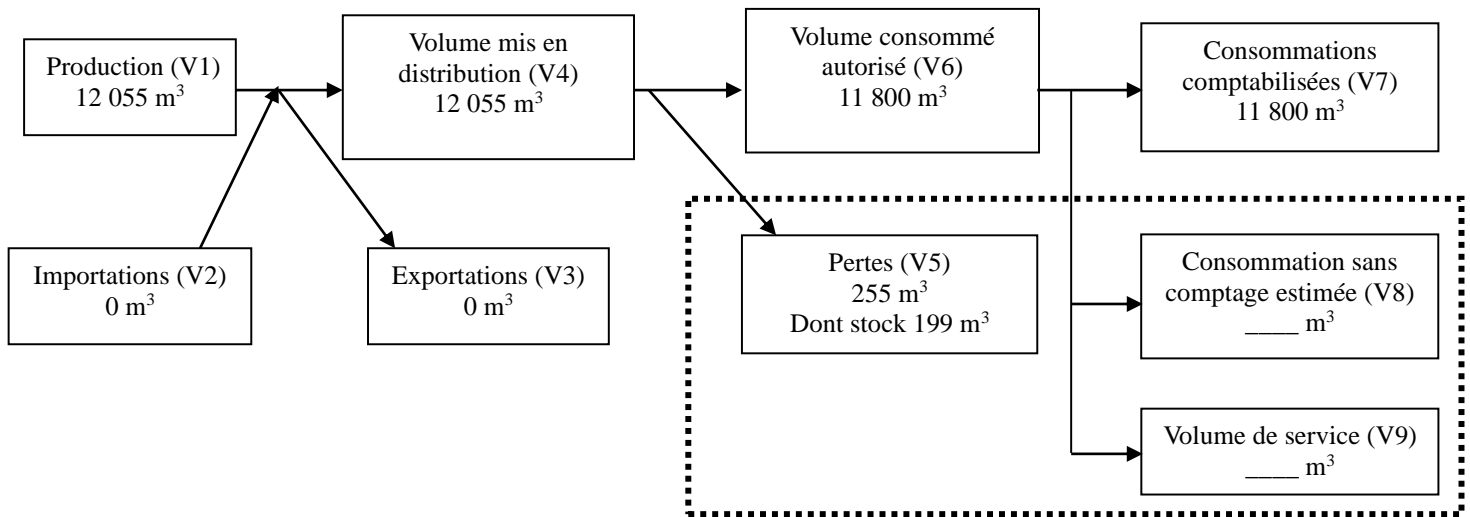 Production (V1)
12 055 m³
Volume mis en
distribution (V4)
12 055 m³
Volume consommé
autorisé (V6)
11 800 m³
Consommations
comptabilisées (V7)
11 800 m³
Importations (V2)
0 m³
Exportations (V3)
0 m³
Pertes (V5)
255 m³
Dont stock 199 m³
Consommation sans
comptage estimée (V8)
____ m³
Volume de service (V9)
____ m³